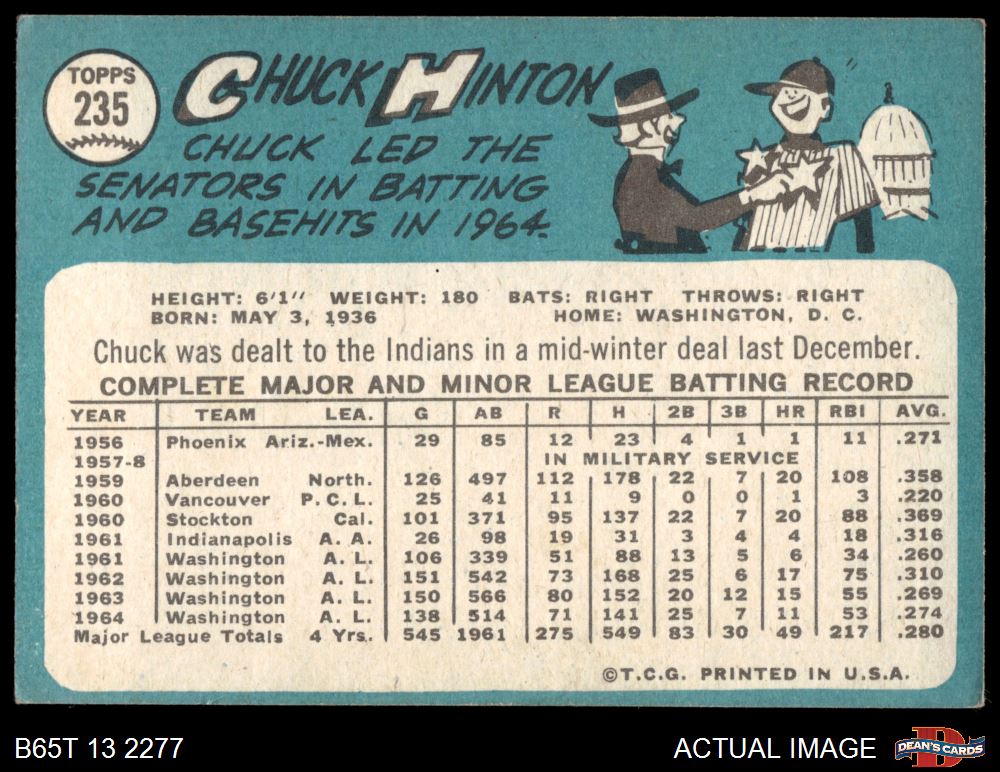 TOPPS
235
CHUCK HINTON
CHUCK LED THE
SENATORS IN BATTING
AND BASEHITS IN 1964.
HEIGHT: 6'1" WEIGHT: 180 BATS: RIGHT THROWS: RIGHT
BORN: MAY 3, 1936 HOME: WASHINGTON, D. C.
Chuck was dealt to the Indians in a mid-winter deal last December.
COMPLETE MAJOR AND MINOR LEAGUE BATTING RECORD
YEAR TEAM LEA. G AB R H 2B 3B HR RBI AVG.
1956 Phoenix Ariz.-Mex. 29 85 12 23 4 1 1 11 .271
1957-8 IN MILITARY SERVICE
1959 Aberdeen North. 126 497 112 178 22 7 20 108 .358
1960 Vancouver P.C.L. 25 41 11 9 0 0 1 3 .220
1960 Stockton Cal. 101 371 95 137 22 7 20 88 .369
1961 Indianapolis A. A. 26 98 19 31 3 4 4 18 .316
1961 Washington A. L. 106 339 51 88 13 5 6 34 .260
1962 Washington A. L. 151 542 73 168 25 6 17 75 .310
1963 Washington A. L. 150 566 80 152 20 12 15 55 .269
1964 Washington A. L. 138 514 71 141 25 7 11 53 .274
Major League Totals 4 Yrs. 545 1961 275 549 83 30 49 217 .280
©T.C.G. PRINTED IN U.S.A.
B65T 13 2277
ACTUAL IMAGE
D
DEAN'S CARDS